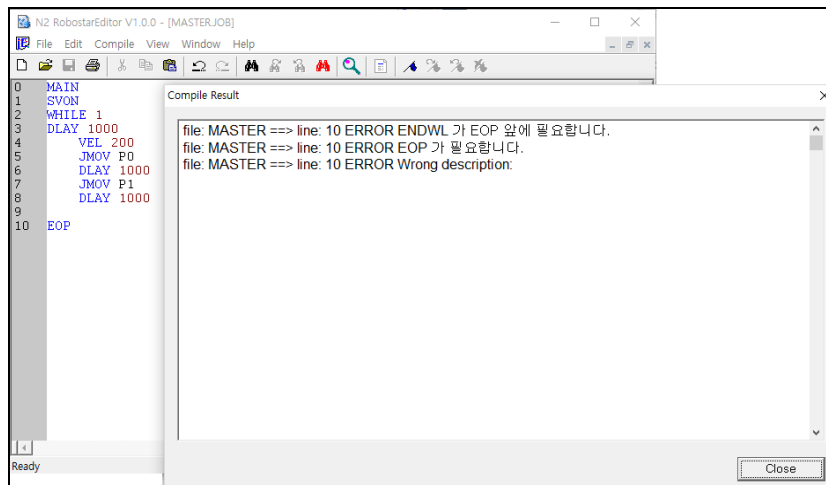 N2 RobostarEditor V1.0.0 - [MASTER.JOB]
File Edit Compile View Window Help
0 MAIN
1 SVON
2 WHILE 1
3 DLAY 1000
4 VEL 200
5 JMOV P0
6 DLAY 1000
7 JMOV P1
8 DLAY 1000
9
10 EOP
Compile Result
file: MASTER ==> line: 10 ERROR ENDWL 가 EOP 앞에 필요합니다.
file: MASTER ==> line: 10 ERROR EOP 가 필요합니다.
file: MASTER ==> line: 10 ERROR Wrong description:
Ready
Close